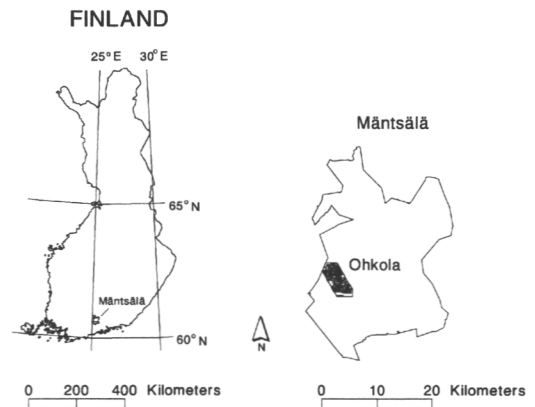 FINLAND
25° E 30° E
Mäntsälä
65° N
Ohkola
Mäntsälä
N
60° N
0 200 400 Kilometers
0 10 20 Kilometers